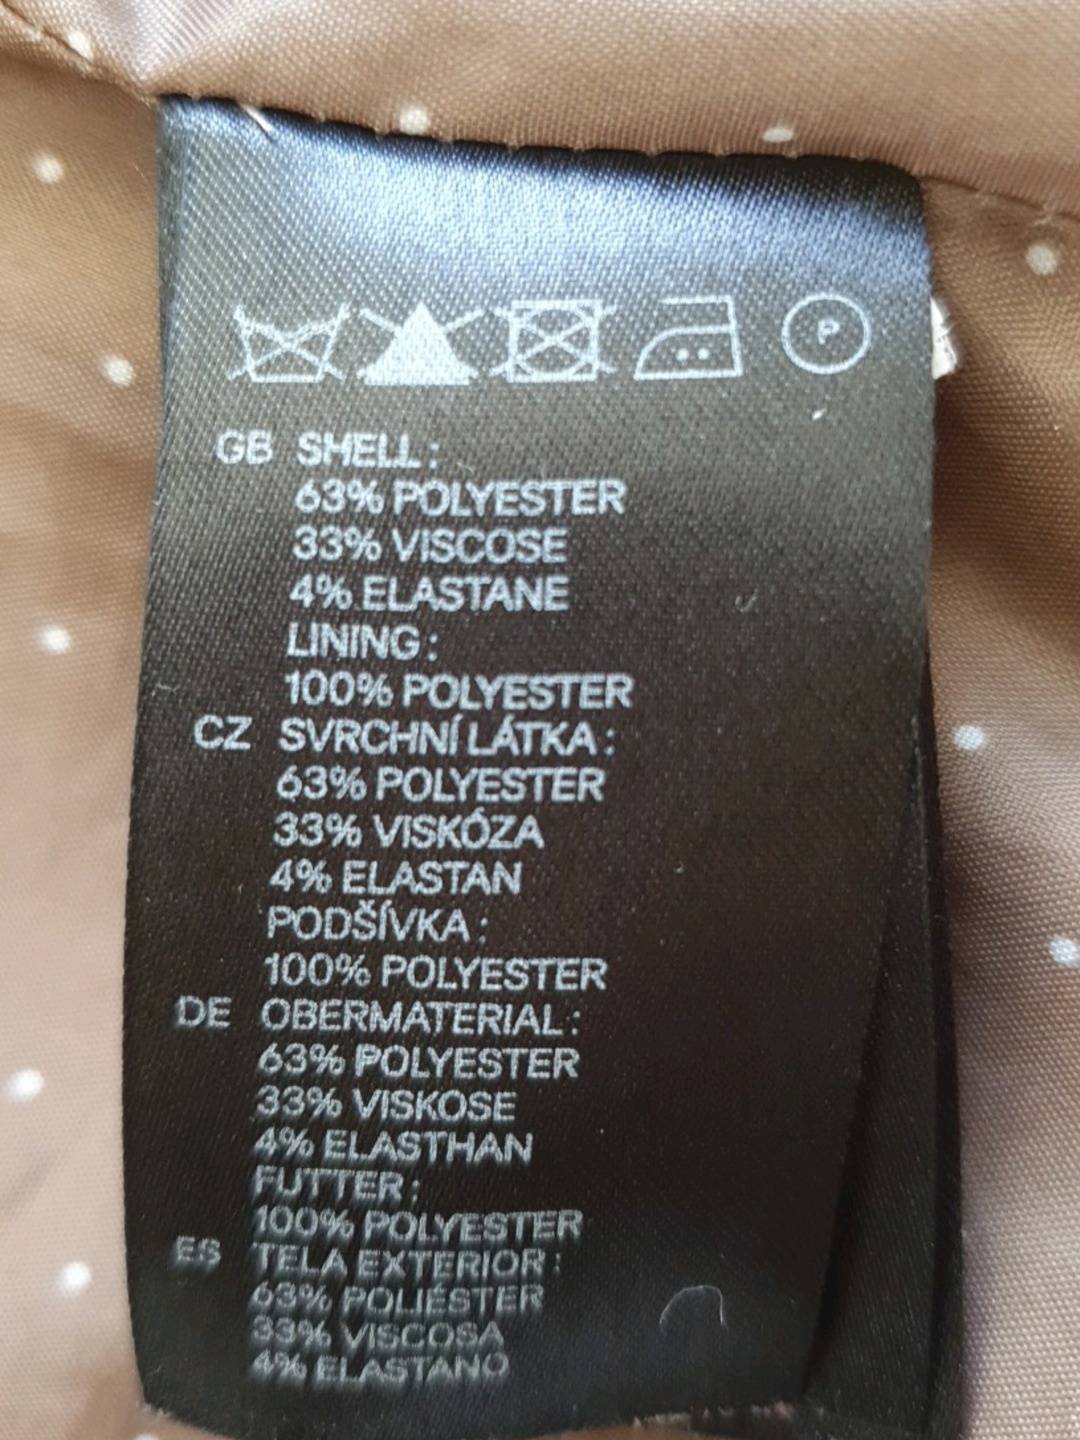 P
GB SHELL:
63% POLYESTER
33% VISCOSE
4% ELASTANE
LINING:
100% POLYESTER
CZ SVRCHNÍ LÁTKA:
63% POLYESTER
33% VISKÓZA
4% ELASTAN
PODŠÍVKA:
100% POLYESTER
DE OBERMATERIAL:
63% POLYESTER
33% VISKOSE
4% ELASTHAN
FUTTER:
100% POLYESTER
ES TELA EXTERIOR:
63% POLIÉSTER
33% VISCOSA
4% ELASTANO